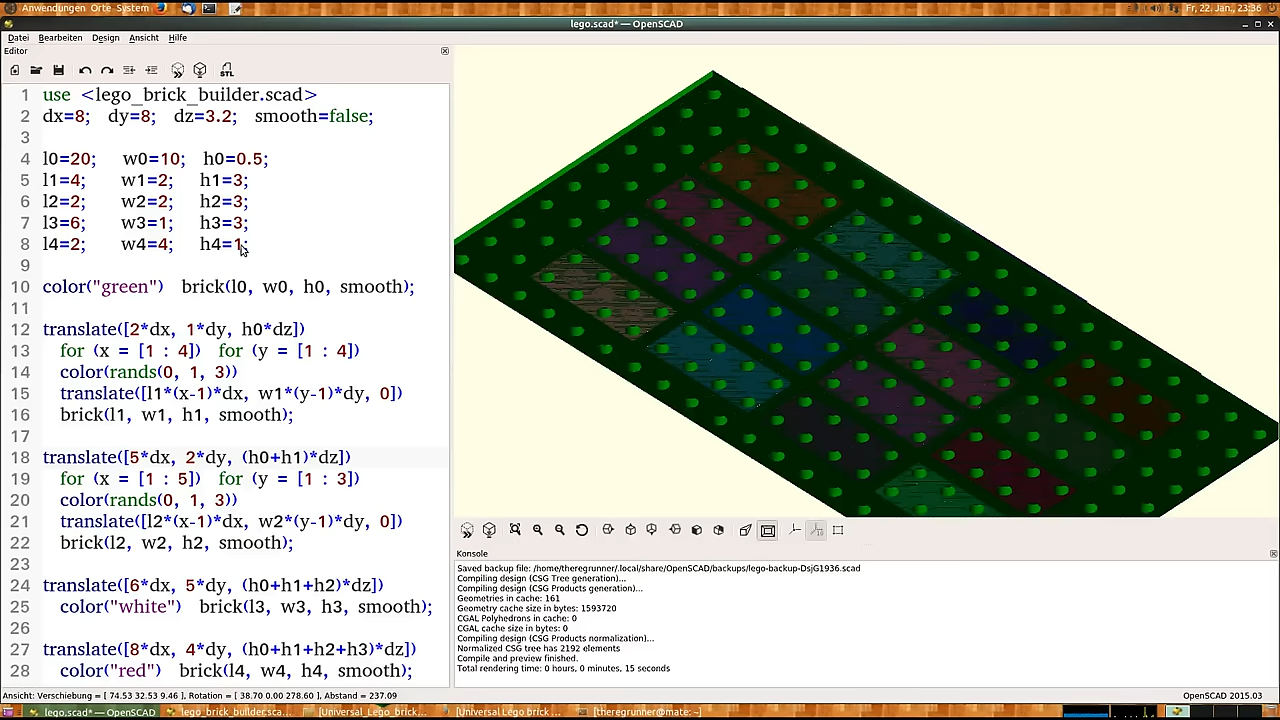 Anwendungen Orte System
Fr, 22. Jan., 23:36
lego.scad* — OpenSCAD
Datei Bearbeiten Design Ansicht Hilfe
Editor
STL
1 use <lego_brick_builder.scad>
2 dx=8; dy=8; dz=3.2; smooth=false;
3
4 l0=20; w0=10; h0=0.5;
5 l1=4; w1=2; h1=3;
6 l2=2; w2=2; h2=3;
7 l3=6; w3=1; h3=3;
8 l4=2; w4=4; h4=1;
9
10 color("green") brick(l0, w0, h0, smooth);
11
12 translate([2*dx, 1*dy, h0*dz])
13 for (x = [1 : 4]) for (y = [1 : 4])
14 color(rands(0, 1, 3))
15 translate([l1*(x-1)*dx, w1*(y-1)*dy, 0])
16 brick(l1, w1, h1, smooth);
17
18 translate([5*dx, 2*dy, (h0+h1)*dz])
19 for (x = [1 : 5]) for (y = [1 : 3])
20 color(rands(0, 1, 3))
21 translate([l2*(x-1)*dx, w2*(y-1)*dy, 0])
22 brick(l2, w2, h2, smooth);
23
24 translate([6*dx, 5*dy, (h0+h1+h2)*dz])
25 color("white") brick(l3, w3, h3, smooth);
26
27 translate([8*dx, 4*dy, (h0+h1+h2+h3)*dz])
28 color("red") brick(l4, w4, h4, smooth);
Konsole
Saved backup file: /home/theregrunner/.local/share/OpenSCAD/backups/lego-backup-DsjG1936.scad
Compiling design (CSG Tree generation)...
Compiling design (CSG Products generation)...
Geometries in cache: 161
Geometry cache size in bytes: 1593720
CGAL Polyhedrons in cache: 0
CGAL cache size in bytes: 0
Compiling design (CSG Products normalization)...
Normalized CSG tree has 2192 elements
Compile and preview finished.
Total rendering time: 0 hours, 0 minutes, 15 seconds
Ansicht: Verschiebung = [ 74.53 32.53 9.46 ], Rotation = [ 38.70 0.00 278.60 ], Abstand = 237.09
OpenSCAD 2015.03
lego.scad* — OpenSCAD
lego_brick_builder.sca...
[Universal_Lego_brick...
[Universal Lego brick ...
[theregrunner@mate: ~]